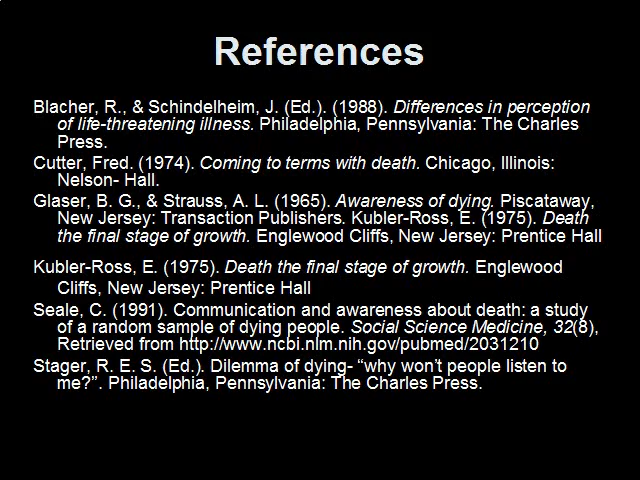 References
Blacher, R., & Schindelheim, J. (Ed.). (1988). Differences in perception
of life-threatening illness. Philadelphia, Pennsylvania: The Charles
Press.
Cutter, Fred. (1974). Coming to terms with death. Chicago, Illinois:
Nelson- Hall.
Glaser, B. G., & Strauss, A. L. (1965). Awareness of dying. Piscataway,
New Jersey: Transaction Publishers. Kubler-Ross, E. (1975). Death
the final stage of growth. Englewood Cliffs, New Jersey: Prentice Hall
Kubler-Ross, E. (1975). Death the final stage of growth. Englewood
Cliffs, New Jersey: Prentice Hall
Seale, C. (1991). Communication and awareness about death: a study
of a random sample of dying people. Social Science Medicine, 32(8),
Retrieved from http://www.ncbi.nlm.nih.gov/pubmed/2031210
Stager, R. E. S. (Ed.). Dilemma of dying- “why won’t people listen to
me?”. Philadelphia, Pennsylvania: The Charles Press.